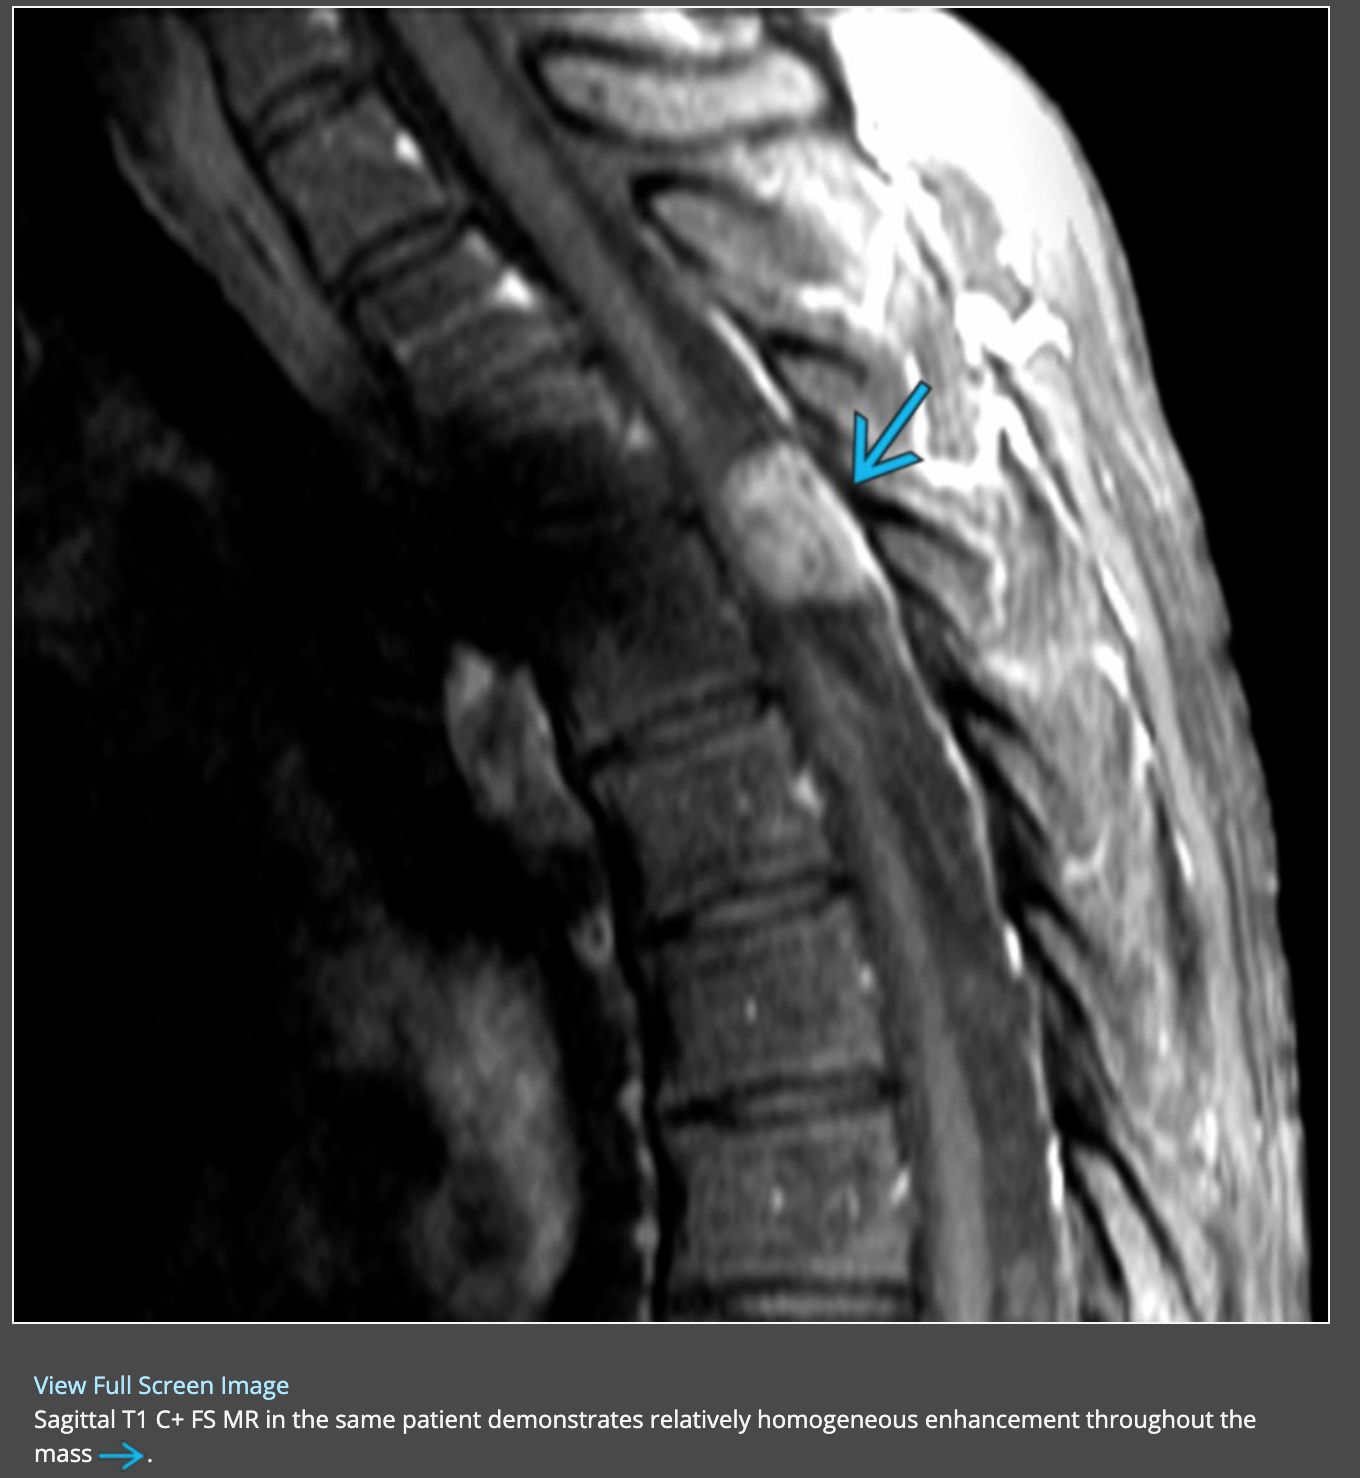 View Full Screen Image
Sagittal T1 C+ FS MR in the same patient demonstrates relatively homogeneous enhancement throughout the
mass .